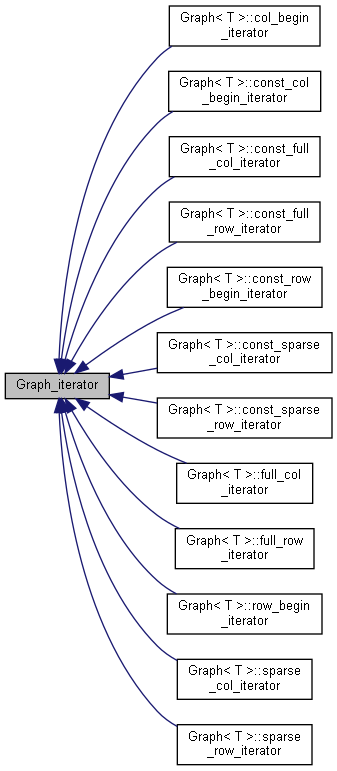 Graph< T >::col_begin
_iterator
Graph< T >::const_col
_begin_iterator
Graph< T >::const_full
_col_iterator
Graph< T >::const_full
_row_iterator
Graph< T >::const_row
_begin_iterator
Graph< T >::const_sparse
_col_iterator
Graph_iterator
Graph< T >::const_sparse
_row_iterator
Graph< T >::full_col
_iterator
Graph< T >::full_row
_iterator
Graph< T >::row_begin
_iterator
Graph< T >::sparse
_col_iterator
Graph< T >::sparse
_row_iterator